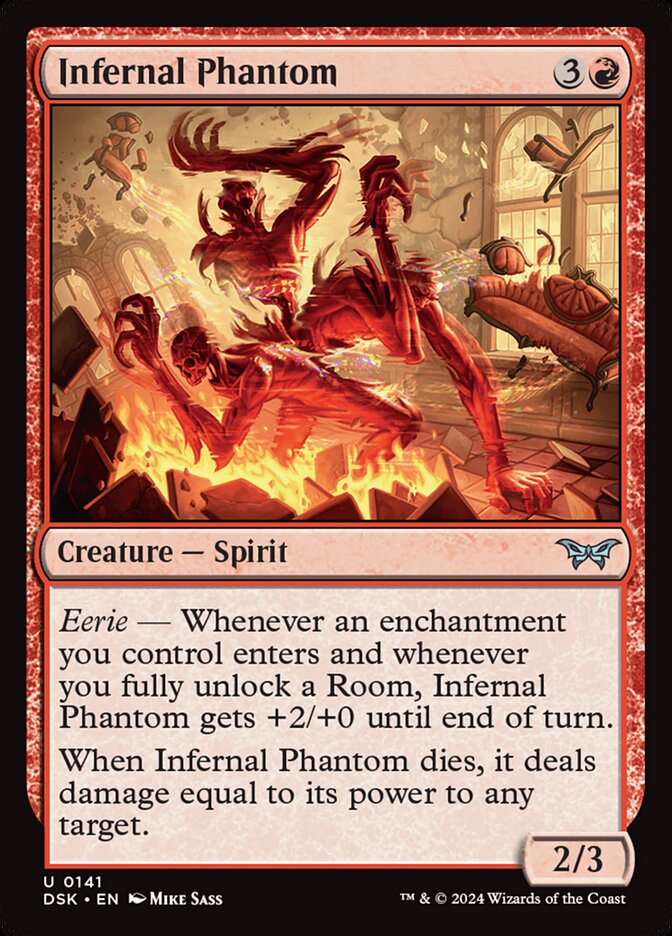 Infernal Phantom 3
Creature — Spirit
Eerie — Whenever an enchantment
you control enters and whenever
you fully unlock a Room, Infernal
Phantom gets +2/+0 until end of turn.
When Infernal Phantom dies, it deals
damage equal to its power to any
target.
2/3
U 0141
DSK • EN Mike Sass ™ & © 2024 Wizards of the Coast